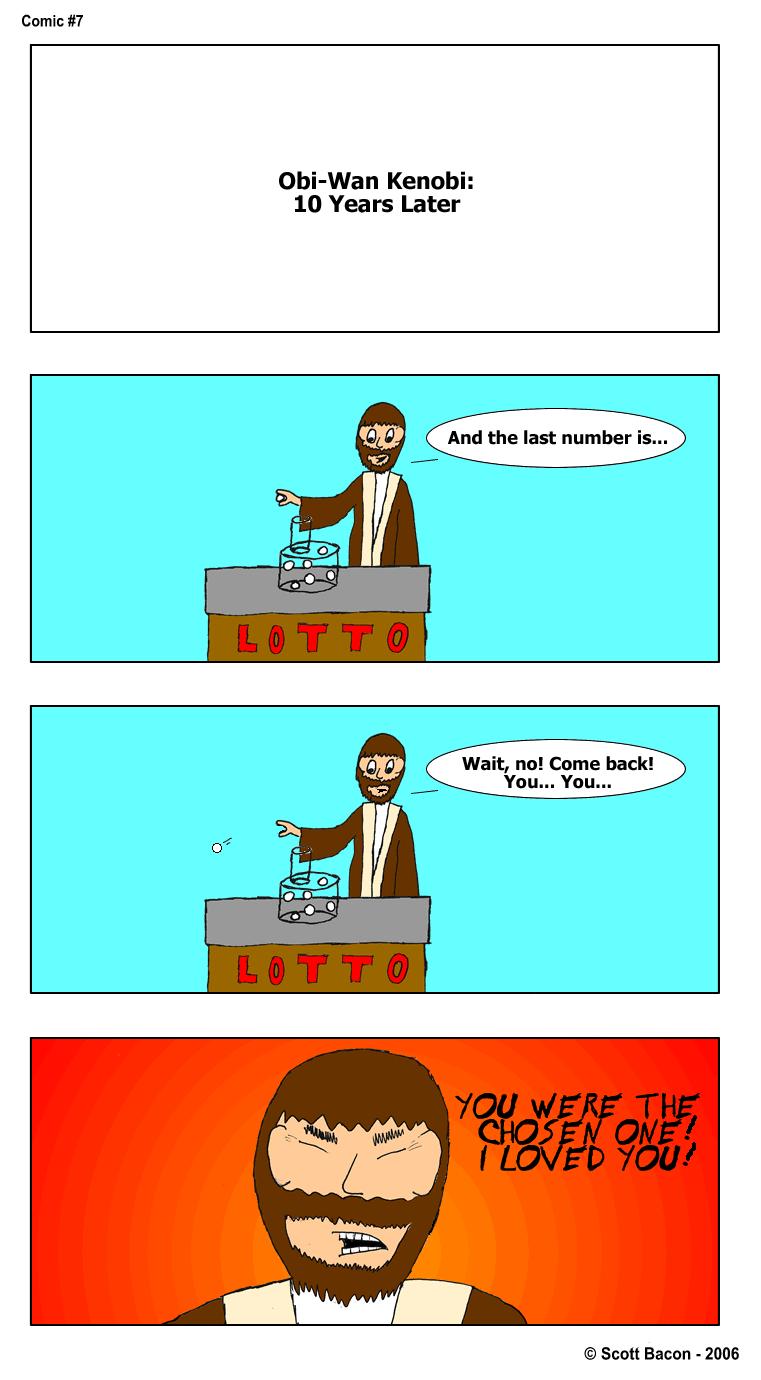 Comic #7
Obi-Wan Kenobi:
10 Years Later
And the last number is...
LOTTO
Wait, no! Come back!
You... You...
LOTTO
YOU WERE THE
CHOSEN ONE!
I LOVED YOU!
© Scott Bacon - 2006